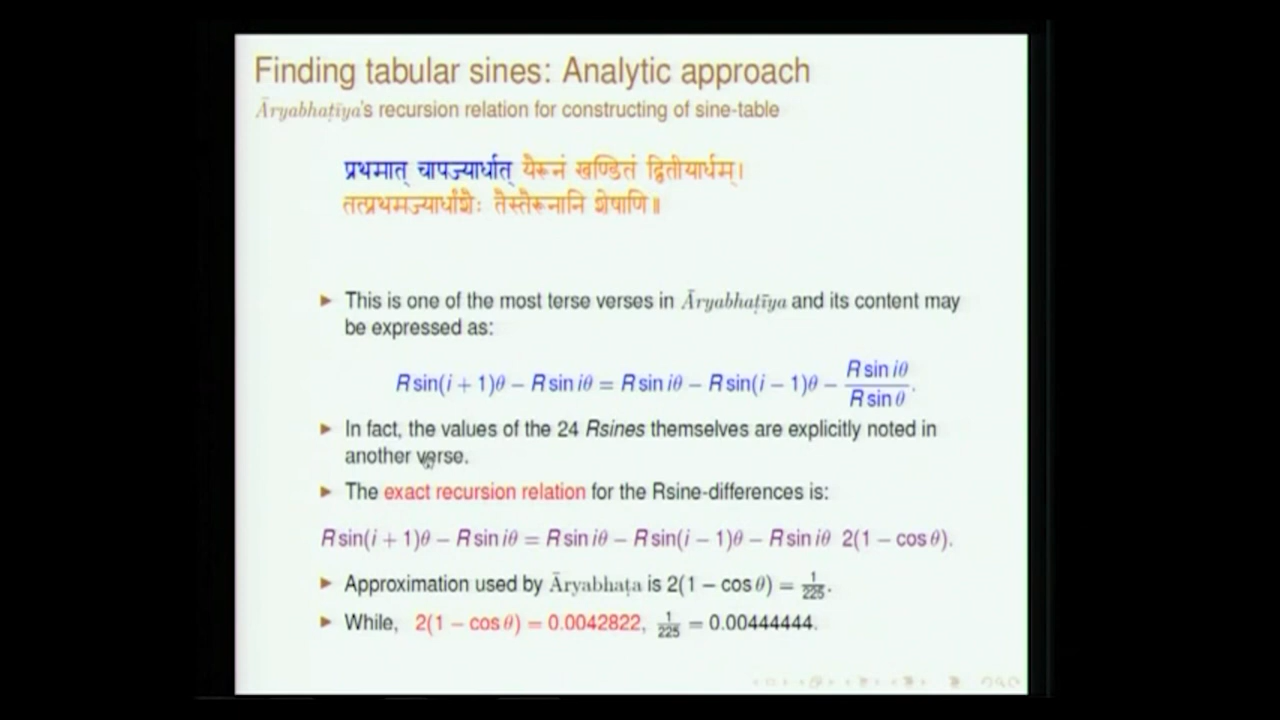 Finding tabular sines: Analytic approach
Āryabhaṭīya's recursion relation for constructing of sine-table
प्रथमात् चापज्यार्धात् यैरूनं खण्डितं द्वितीयार्धम्।
तत्प्रथमज्यार्धांशैः तैस्तैरूनानि शेषाणि॥
► This is one of the most terse verses in Āryabhaṭīya and its content may
be expressed as:
R sin(i + 1)θ − R sin iθ = R sin iθ − R sin(i − 1)θ − R sin iθ / R sin θ.
► In fact, the values of the 24 Rsines themselves are explicitly noted in
another verse.
► The exact recursion relation for the Rsine-differences is:
R sin(i + 1)θ − R sin iθ = R sin iθ − R sin(i − 1)θ − R sin iθ 2(1 − cos θ).
► Approximation used by Āryabhaṭa is 2(1 − cos θ) = 1/225.
► While, 2(1 − cos θ) = 0.0042822, 1/225 = 0.00444444.